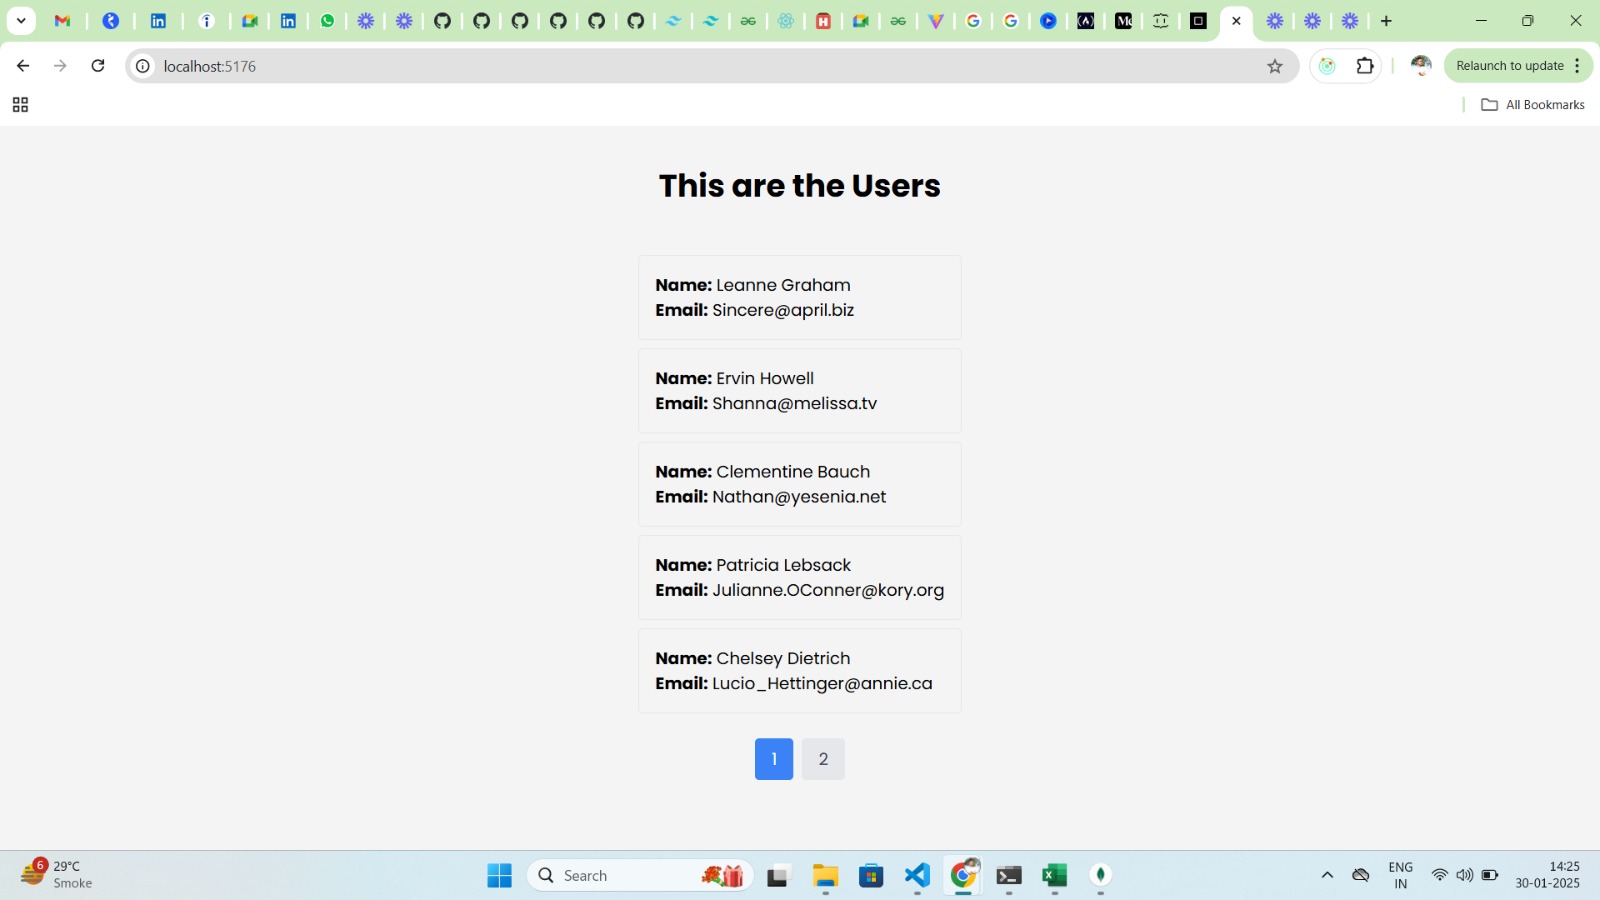 localhost:5176
Relaunch to update
All Bookmarks
This are the Users
Name: Leanne Graham
Email: Sincere@april.biz
Name: Ervin Howell
Email: Shanna@melissa.tv
Name: Clementine Bauch
Email: Nathan@yesenia.net
Name: Patricia Lebsack
Email: Julianne.OConner@kory.org
Name: Chelsey Dietrich
Email: Lucio_Hettinger@annie.ca
1 2
6
29°C
Smoke
Search
ENG
IN
14:25
30-01-2025